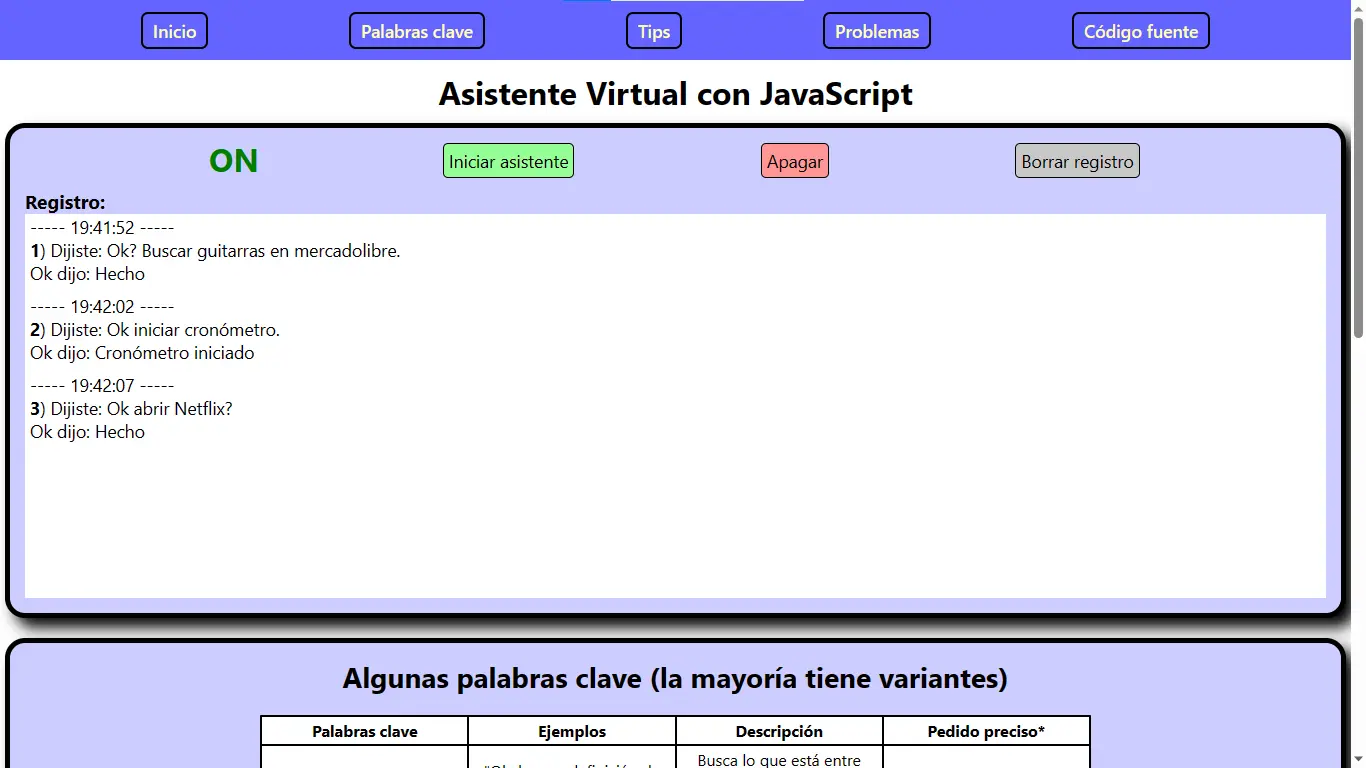 Inicio Palabras clave Tips Problemas Código fuente
Asistente Virtual con JavaScript
ON Iniciar asistente Apagar Borrar registro
Registro:
----- 19:41:52 -----
1) Dijiste: Ok? Buscar guitarras en mercadolibre.
Ok dijo: Hecho
----- 19:42:02 -----
2) Dijiste: Ok iniciar cronómetro.
Ok dijo: Cronómetro iniciado
----- 19:42:07 -----
3) Dijiste: Ok abrir Netflix?
Ok dijo: Hecho
Algunas palabras clave (la mayoría tiene variantes)
Palabras clave Ejemplos Descripción Pedido preciso*
Busca lo que está entre